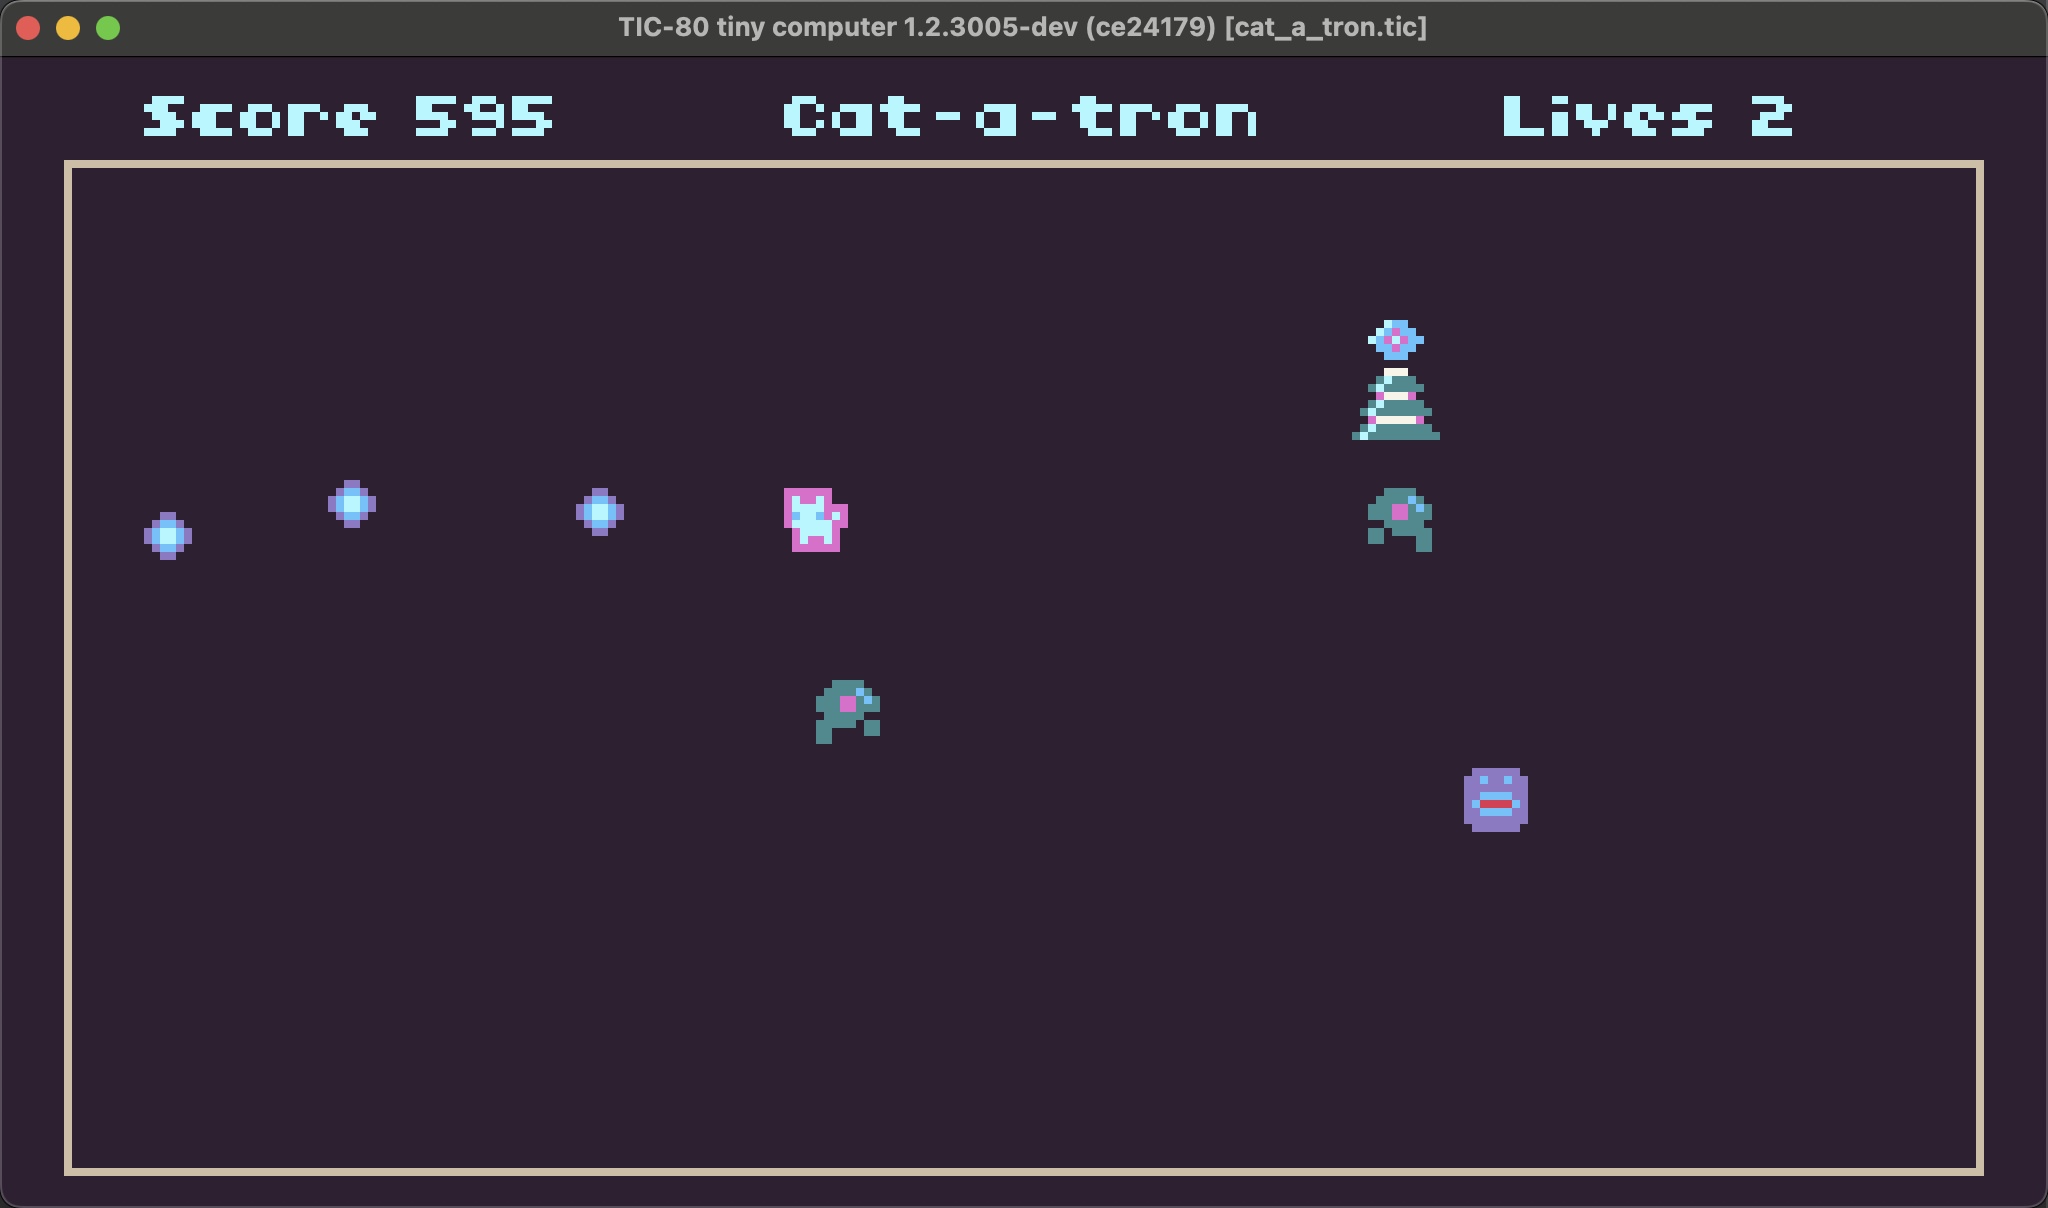 TIC-80 tiny computer 1.2.3005-dev (ce24179) [cat_a_tron.tic]
Score 595 Cat-a-tron Lives 2